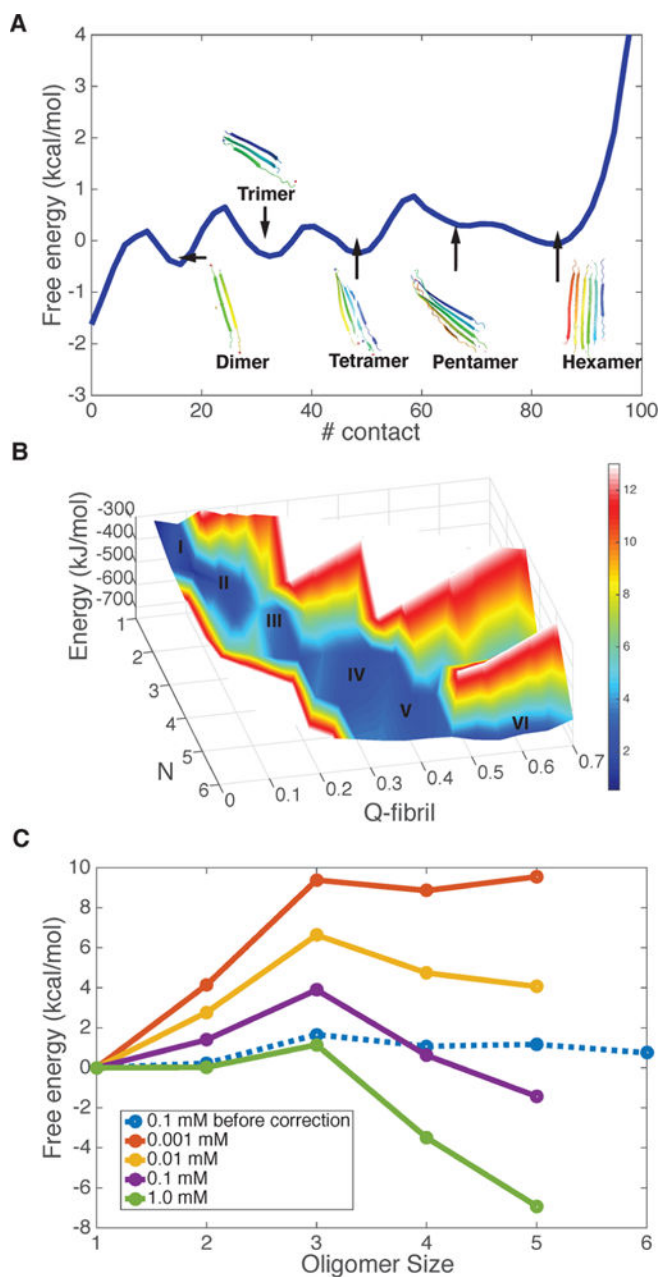 A
Free energy (kcal/mol)
4
3
2
1
0
-1
-2
-3
Trimer
Dimer
Tetramer
Pentamer
Hexamer
0 20 40 60 80 100
# contact
B
Energy (kJ/mol)
-300
-400
-500
-600
-700
1
2
3
4
5
6
N
I
II
III
IV
V
VI
0 0.1 0.2 0.3 0.4 0.5 0.6 0.7
Q-fibril
12
10
8
6
4
2
C
Free energy (kcal/mol)
10
8
6
4
2
0
-2
-4
-6
-8
0.1 mM before correction
0.001 mM
0.01 mM
0.1 mM
1.0 mM
1 2 3 4 5 6
Oligomer Size